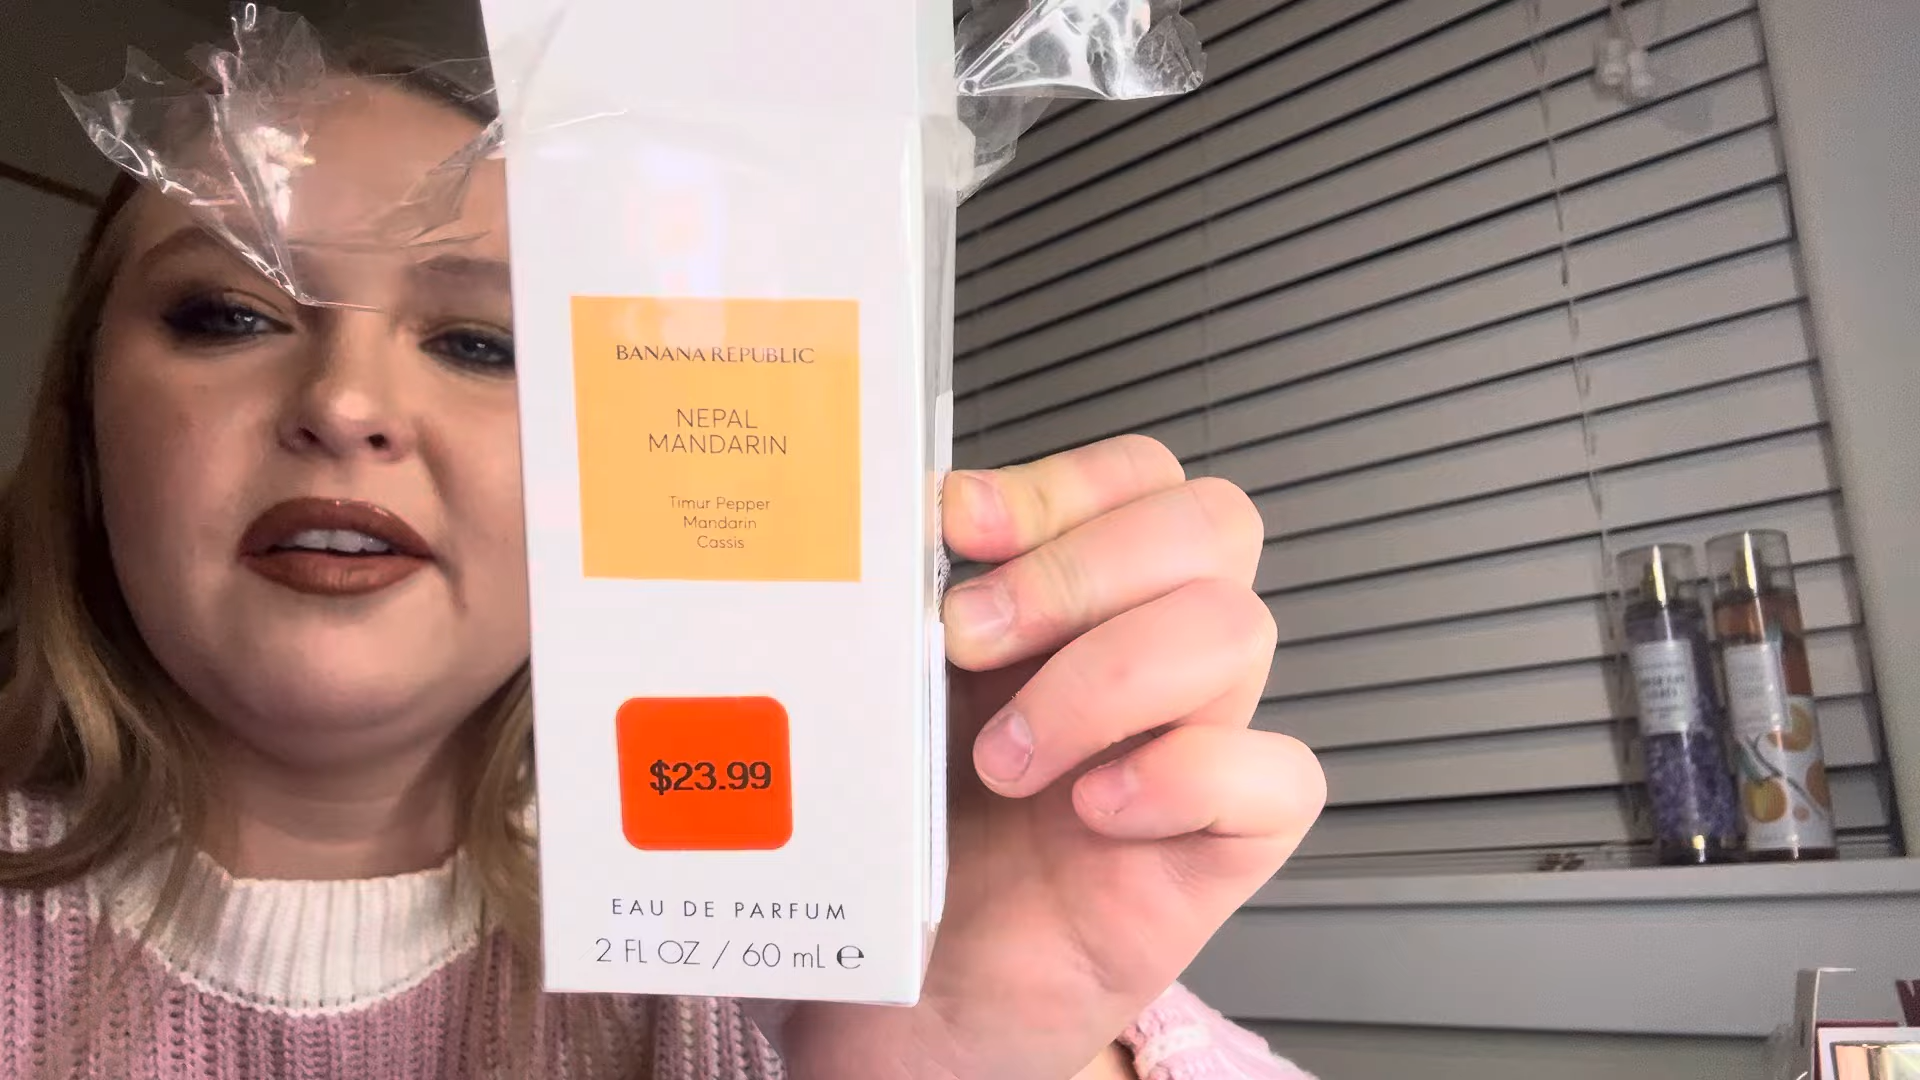 BANANA REPUBLIC
NEPAL
MANDARIN
Timur Pepper
Mandarin
Cassis
$23.99
EAU DE PARFUM
2 FL OZ / 60 mL e